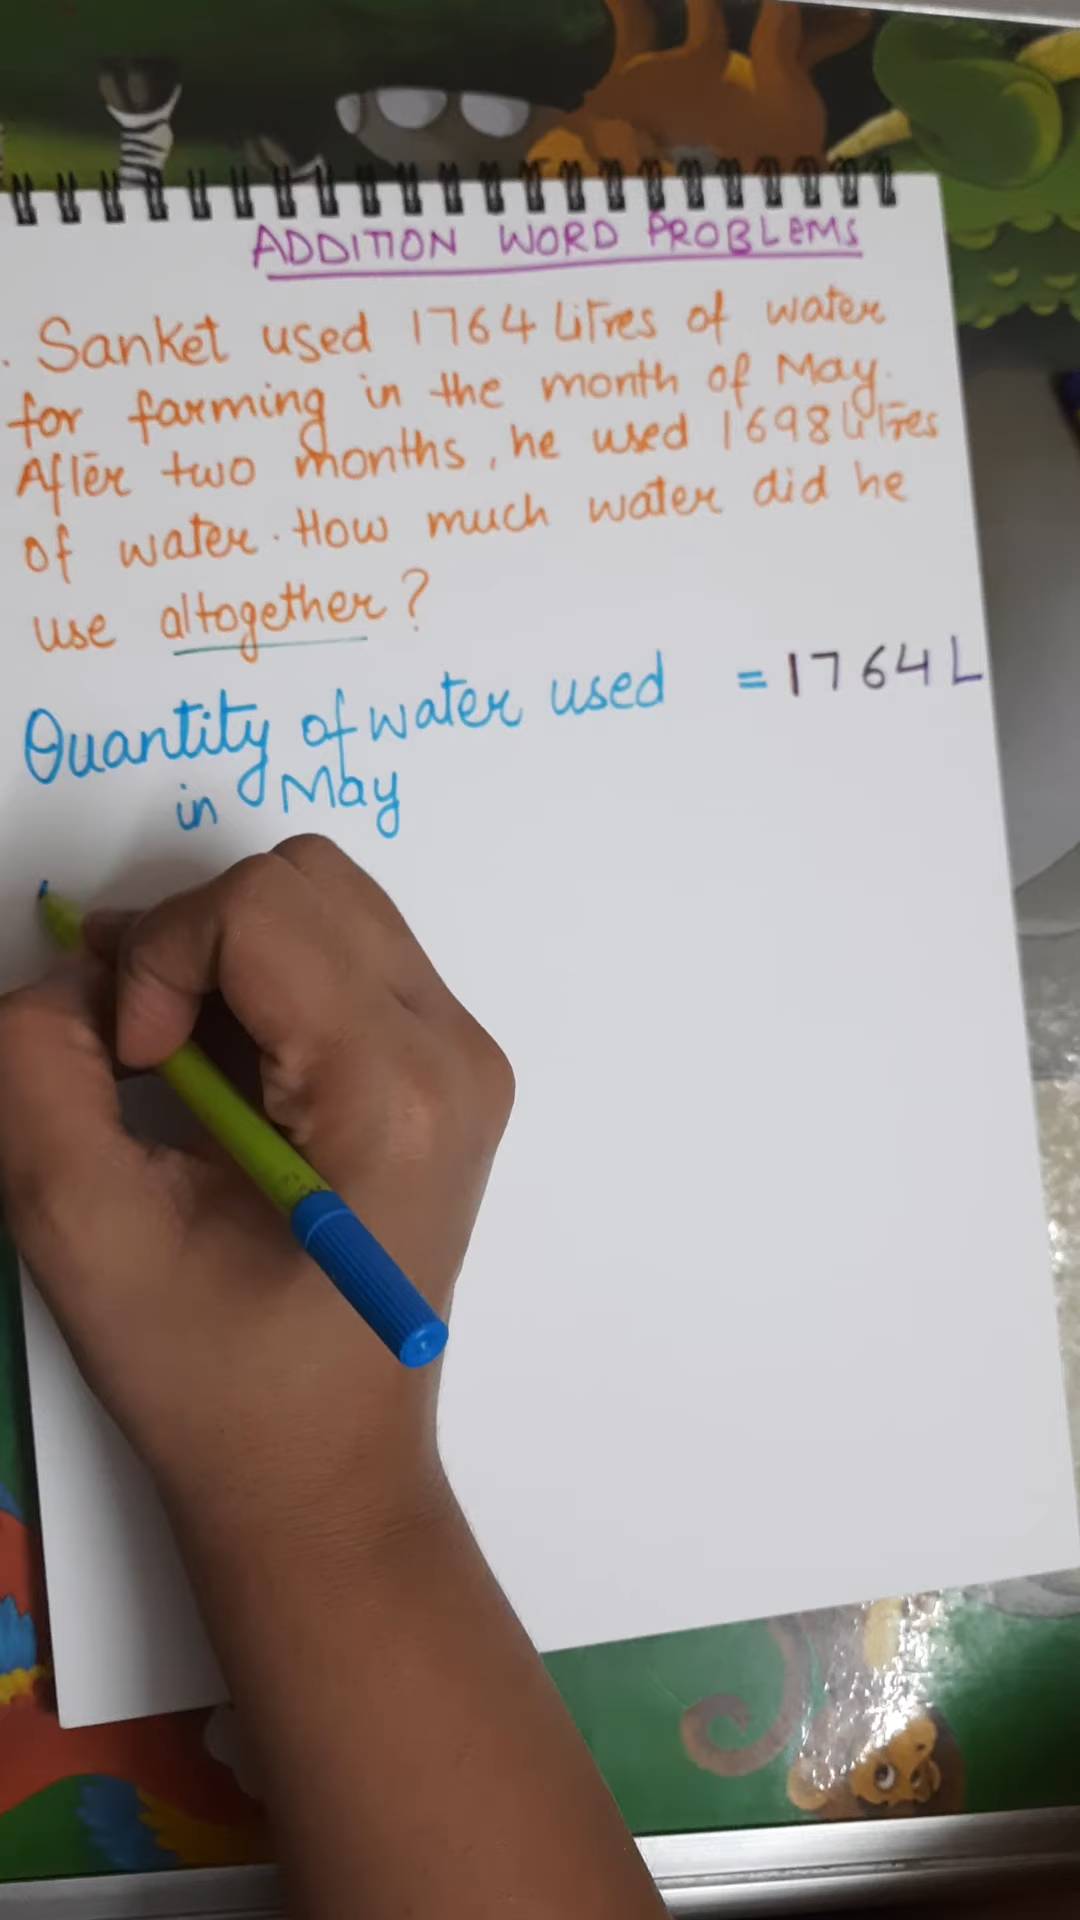 ADDITION WORD PROBLEMS
. Sanket used 1764 Litres of water
for farming in the month of May.
After two months, he used 1698 Litres
of water. How much water did he
use altogether?
Quantity of water used = 1764 L
in May